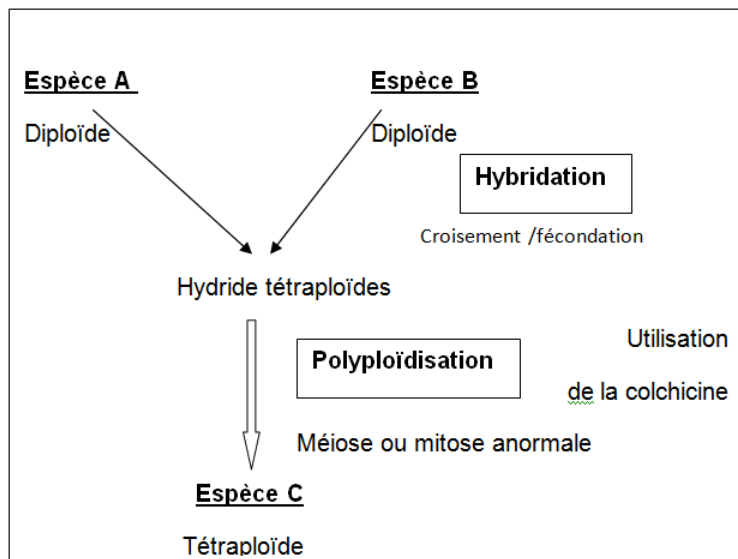 Espèce A
Espèce B
Diploïde
Diploïde
Hybridation
Croisement /fécondation
Hydride tétraploïdes
Polyploïdisation
Utilisation
de la colchicine
Méiose ou mitose anormale
Espèce C
Tétraploïde